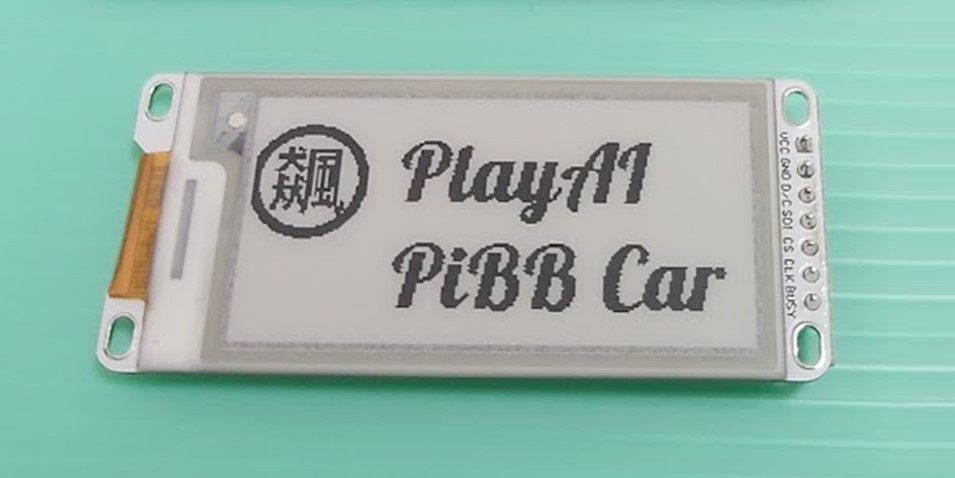 飆
PlayAI
PiBB Car
VCC GND D/C SDI CS CLK BUSY